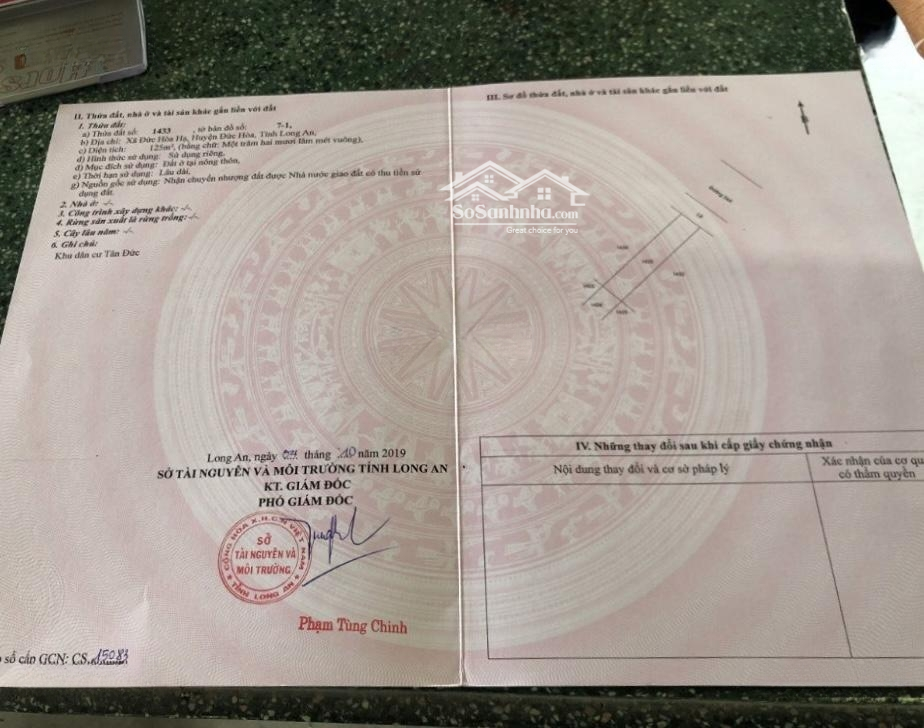 II. Thửa đất, nhà ở và tài sản khác gắn liền với đất
1. Thửa đất:
a) Thửa đất số: 1433 ; tờ bản đồ số: 7-1,
b) Địa chỉ: Xã Đức Hòa Hạ, Huyện Đức Hòa, Tỉnh Long An,
c) Diện tích: 125m², (bằng chữ: Một trăm hai mươi lăm mét vuông),
d) Hình thức sử dụng: Sử dụng riêng,
đ) Mục đích sử dụng: Đất ở tại nông thôn,
e) Thời hạn sử dụng: Lâu dài,
g) Nguồn gốc sử dụng: Nhận chuyển nhượng đất được Nhà nước giao đất có thu tiền sử
dụng đất.
2. Nhà ở: -/-
3. Công trình xây dựng khác: -/-
4. Rừng sản xuất là rừng trồng: -/-
5. Cây lâu năm: -/-
6. Ghi chú:
Khu dân cư Tân Đức
Long An, ngày tháng 10 năm 2019
SỞ TÀI NGUYÊN VÀ MÔI TRƯỜNG TỈNH LONG AN
KT. GIÁM ĐỐC
PHÓ GIÁM ĐỐC
CỘNG HÒA X.H.C.N VIỆT NAM
SỞ
TÀI NGUYÊN VÀ
MÔI TRƯỜNG
TỈNH LONG AN
Phạm Tùng Chinh
số cấp GCN: CS 15083
III. Sơ đồ thửa đất, nhà ở và tài sản khác gắn liền với đất
SoSanhnha.com
Great choice for you
IV. Những thay đổi sau khi cấp giấy chứng nhận
Nội dung thay đổi và cơ sở pháp lý
Xác nhận của cơ qu
có thẩm quyền